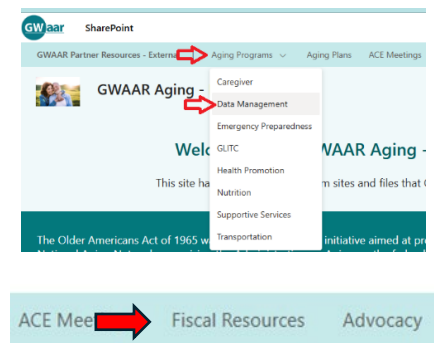 GWaar SharePoint
GWAAR Partner Resources - Extern Aging Programs Aging Plans ACE Meetings
GWAAR Aging -
Caregiver
Data Management
Emergency Preparedness
GLITC
Health Promotion
Nutrition
Supportive Services
Transportation
Welc WAAR Aging -
This site ha m sites and files that
The Older Americans Act of 1965 w initiative aimed at pr
ACE Mee Fiscal Resources Advocacy